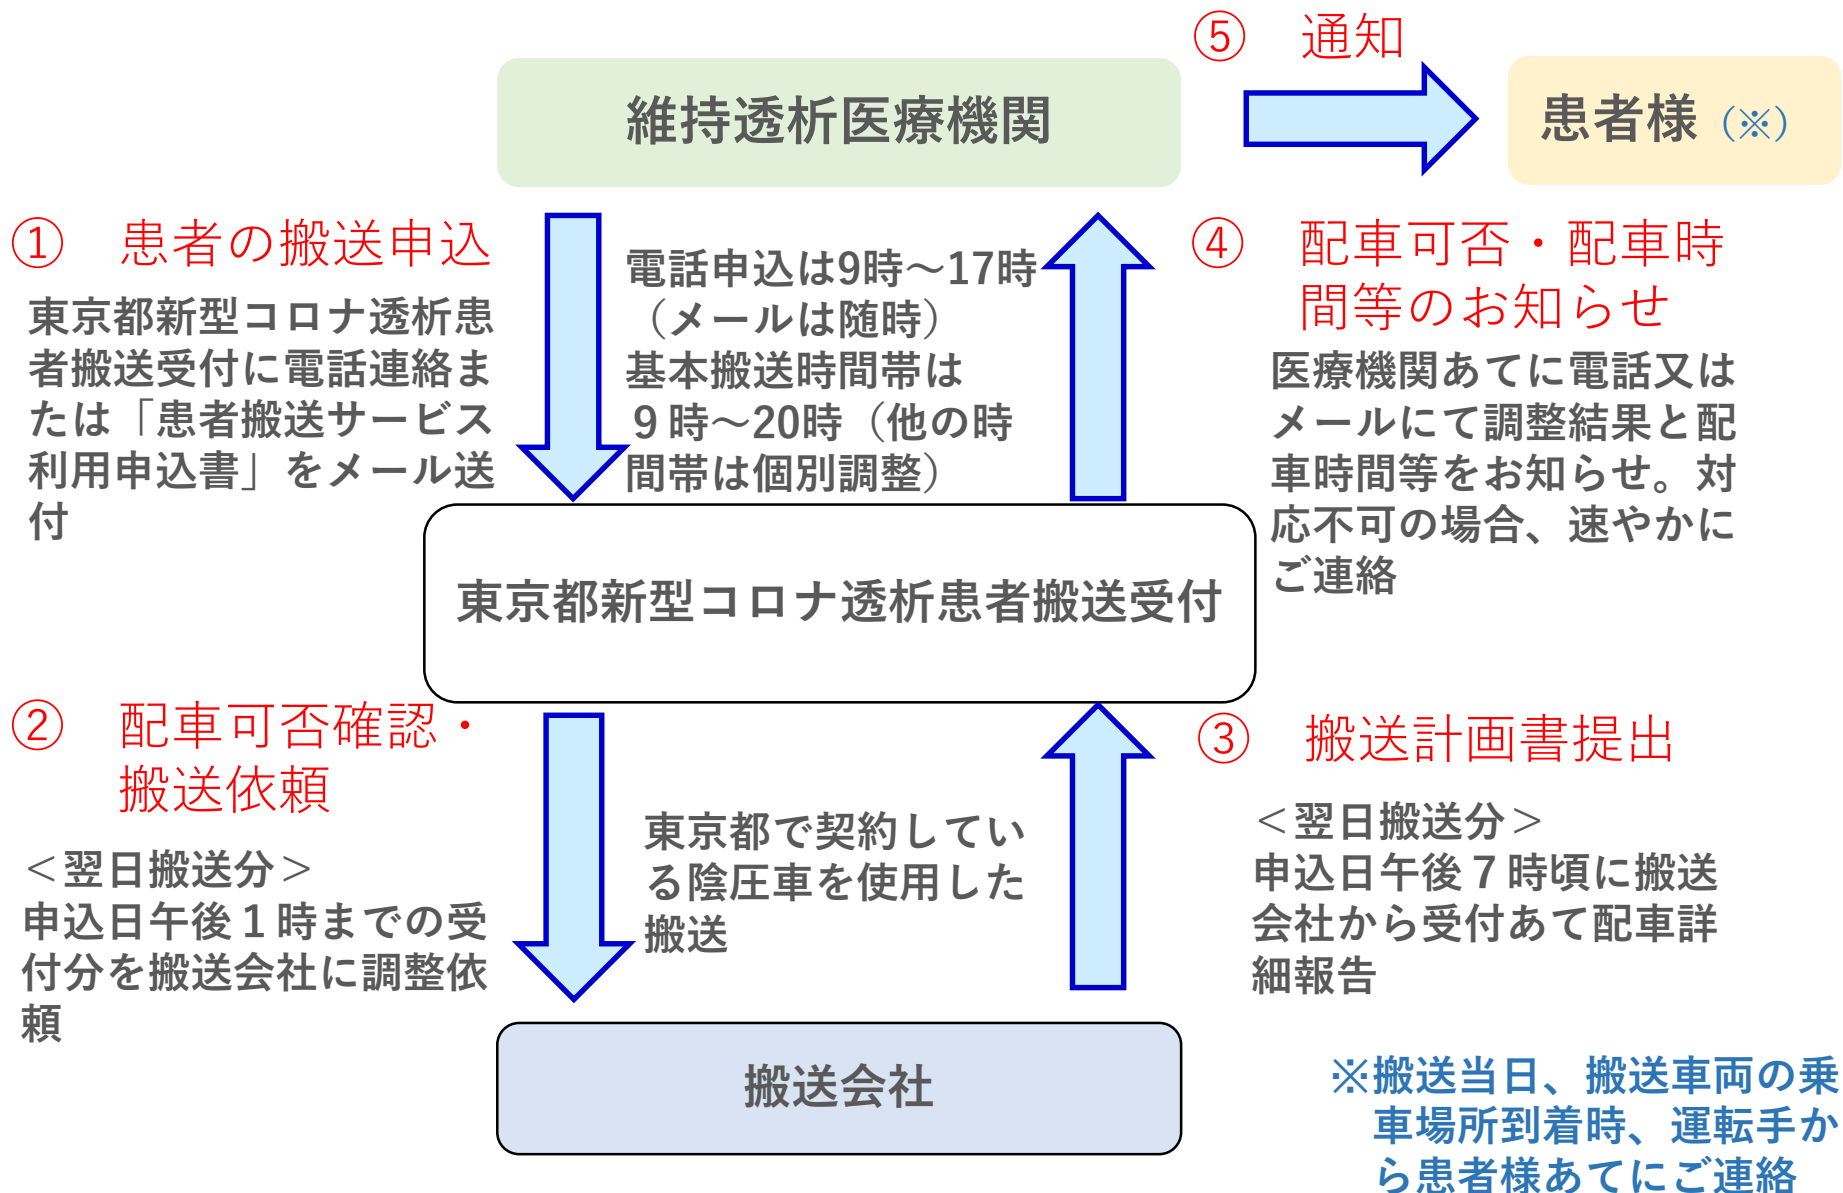 ⑤　通知
維持透析医療機関
患者様（※）
①　患者の搬送申込
東京都新型コロナ透析患
者搬送受付に電話連絡ま
たは「患者搬送サービス
利用申込書」をメール送
付
電話申込は9時～17時
（メールは随時）
基本搬送時間帯は
９時～20時（他の時
間帯は個別調整）
④　配車可否・配車時
間等のお知らせ
医療機関あてに電話又は
メールにて調整結果と配
車時間等をお知らせ。対
応不可の場合、速やかに
ご連絡
東京都新型コロナ透析患者搬送受付
②　配車可否確認・
搬送依頼
＜翌日搬送分＞
申込日午後１時までの受
付分を搬送会社に調整依
頼
東京都で契約してい
る陰圧車を使用した
搬送
③　搬送計画書提出
＜翌日搬送分＞
申込日午後７時頃に搬送
会社から受付あて配車詳
細報告
搬送会社
※搬送当日、搬送車両の乗
車場所到着時、運転手か
ら患者様あてにご連絡